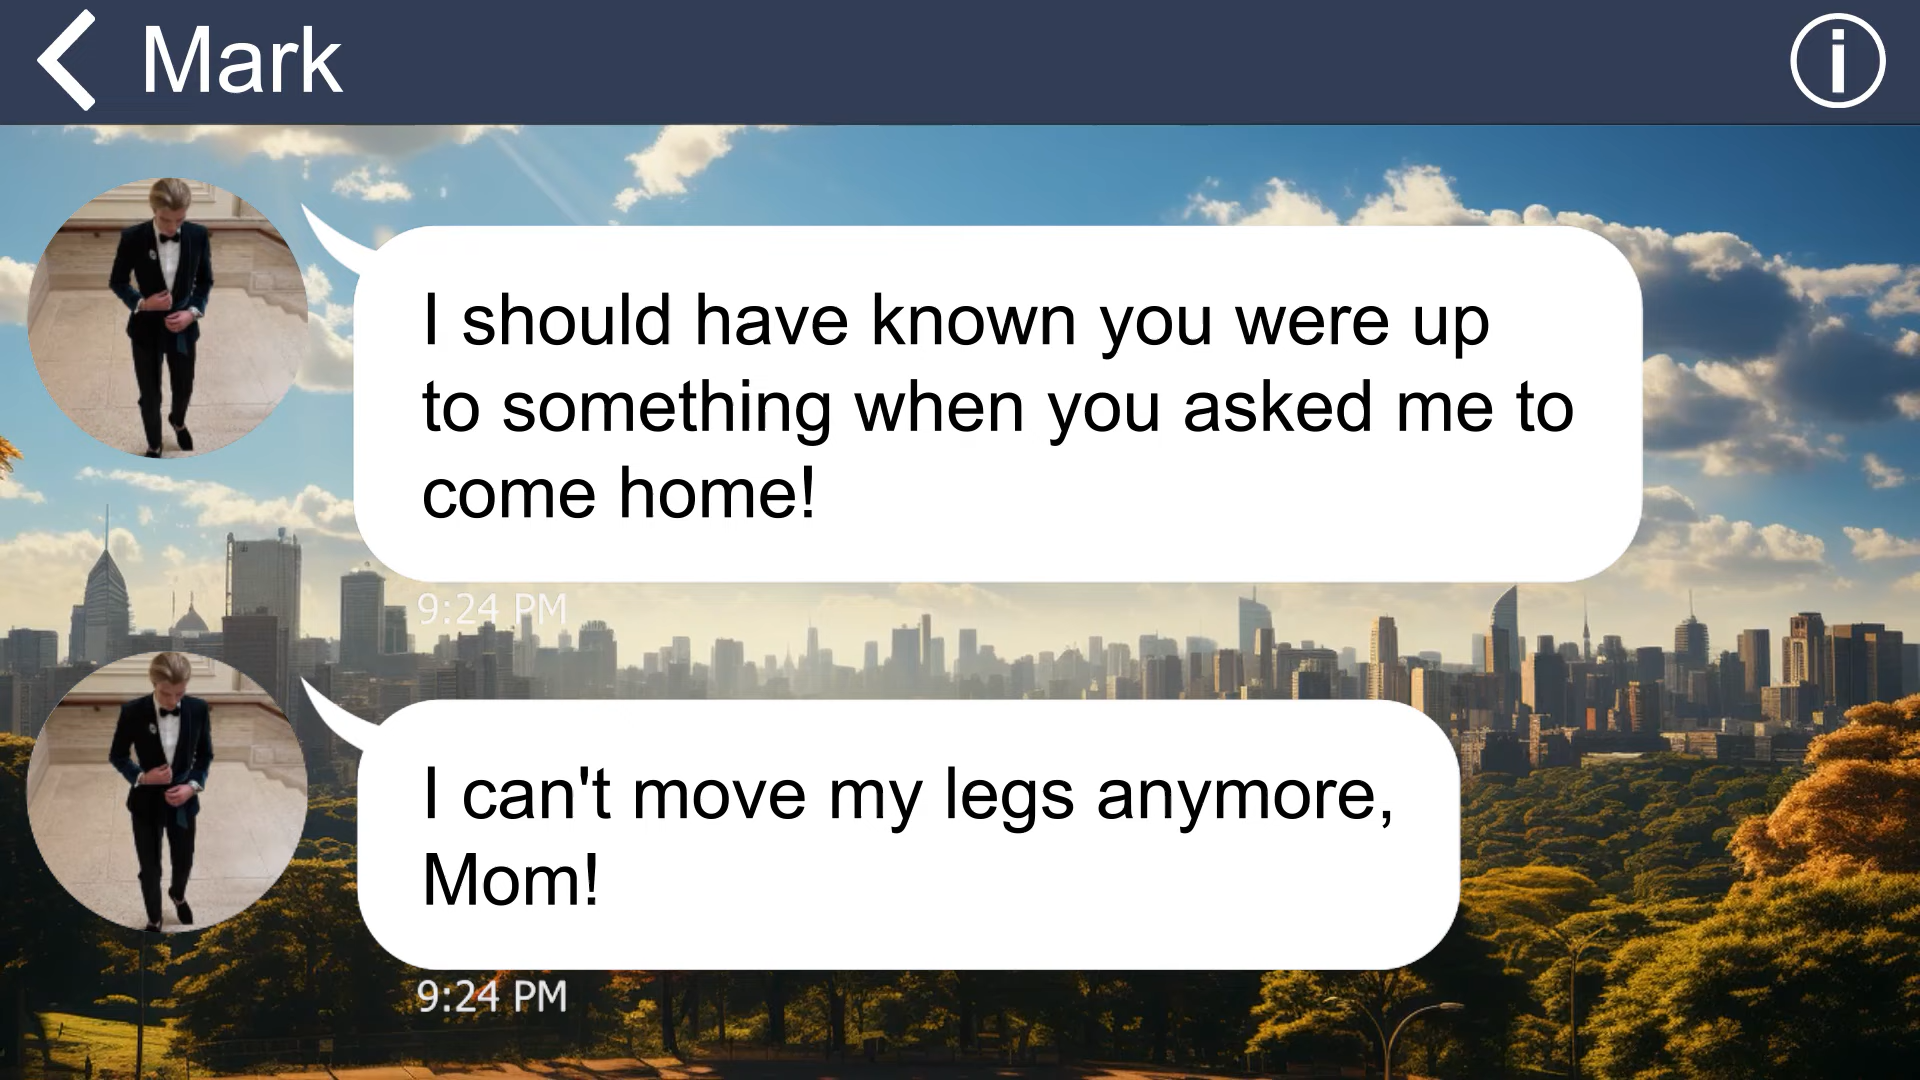 Mark
I should have known you were up
to something when you asked me to
come home!
9:24 PM
I can't move my legs anymore,
Mom!
9:24 PM